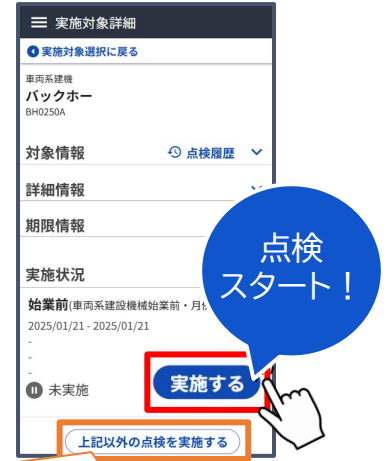 実施対象詳細
実施対象選択に戻る
車両系建機
バックホー
BH0250A
対象情報
点検履歴
詳細情報
期限情報
点検
スタート！
実施状況
始業前(車両系建設機械始業前・月
2025/01/21 - 2025/01/21
-
-
-
未実施
実施する
上記以外の点検を実施する